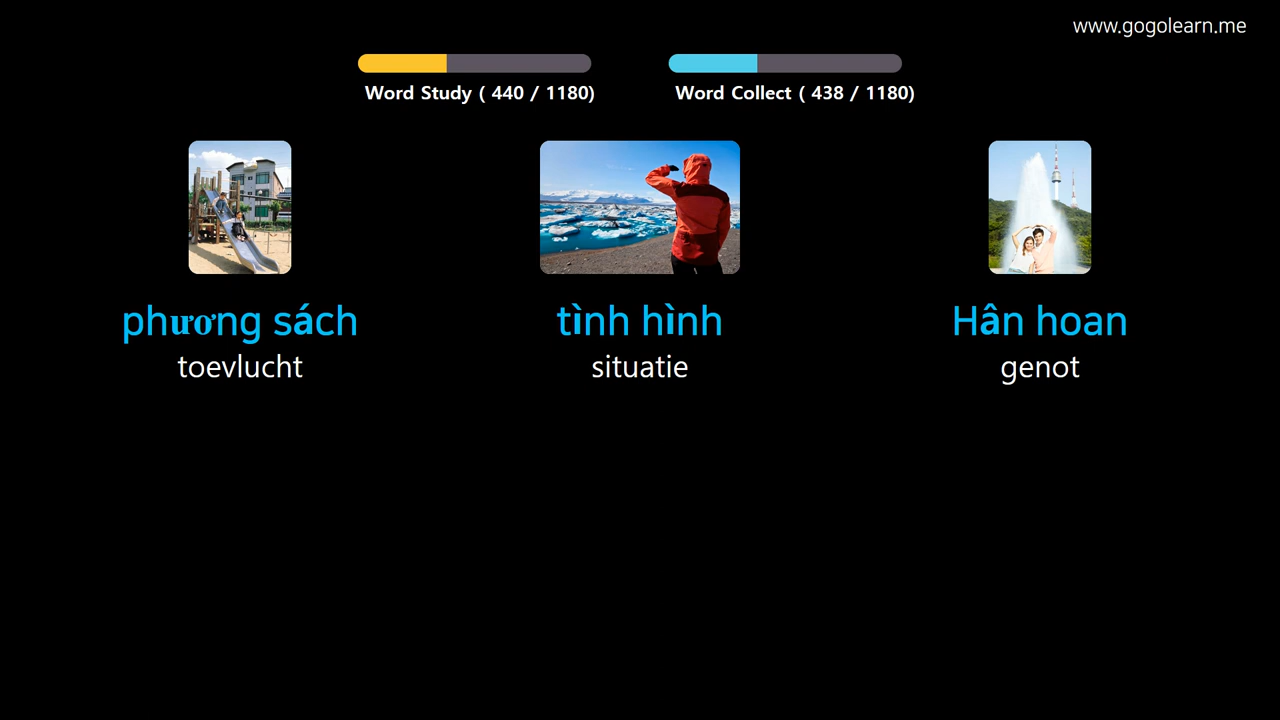 www.gogolearn.me
Word Study ( 440 / 1180)
Word Collect ( 438 / 1180)
phương sách
toevlucht
tình hình
situatie
Hân hoan
genot